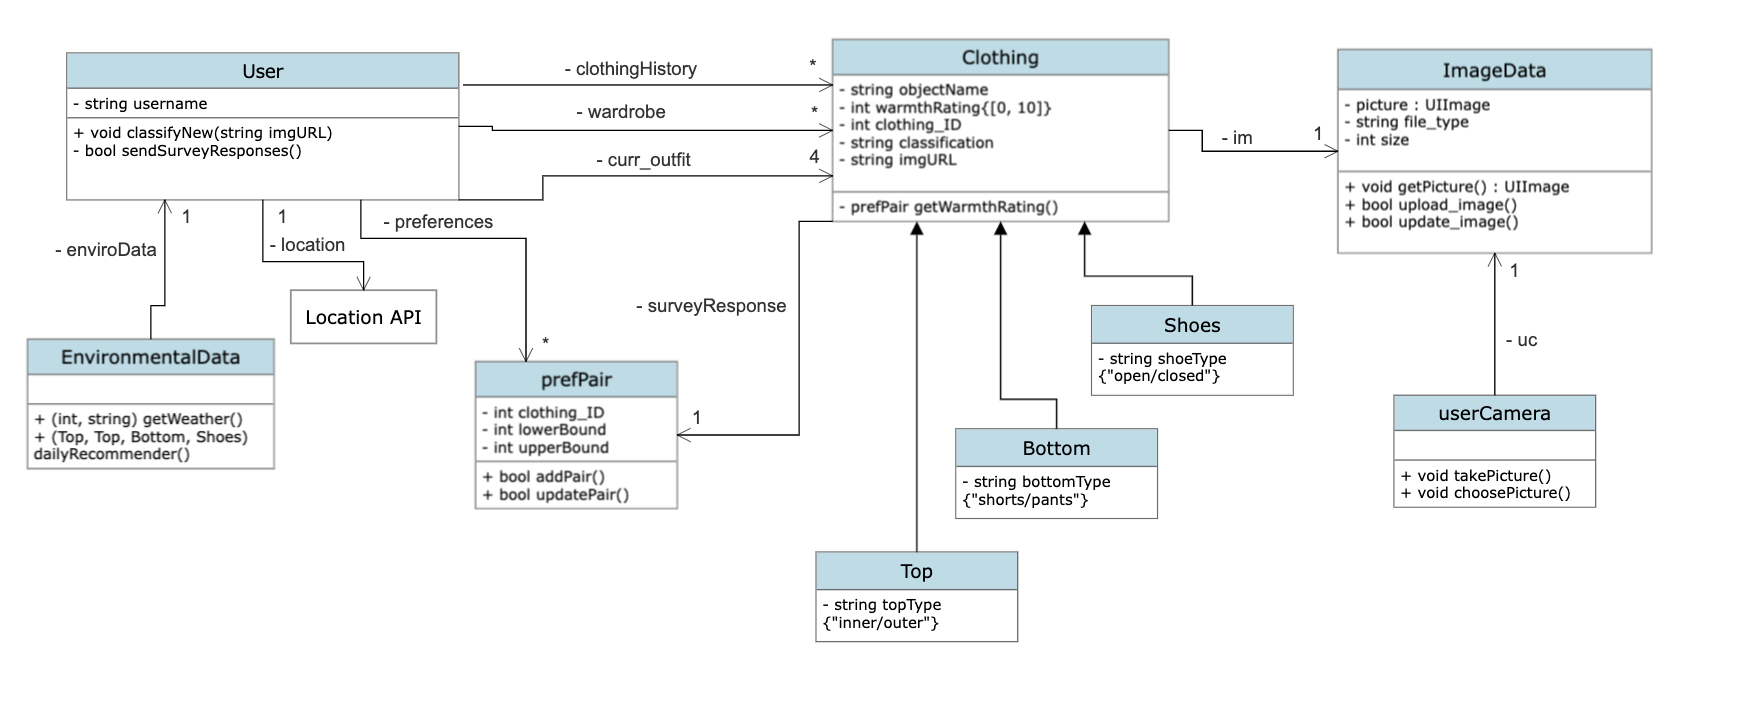 User
- string username
+ void classifyNew(string imgURL)
- bool sendSurveyResponses()
- clothingHistory
*
- wardrobe
*
- curr_outfit
4
Clothing
- string objectName
- int warmthRating{[0, 10]}
- int clothing_ID
- string classification
- string imgURL
- prefPair getWarmthRating()
- im
1
ImageData
- picture : UIImage
- string file_type
- int size
+ void getPicture() : UIImage
+ bool upload_image()
+ bool update_image()
1
- enviroData
1
- location
- preferences
Location API
*
- surveyResponse
1
EnvironmentalData
+ (int, string) getWeather()
+ (Top, Top, Bottom, Shoes)
dailyRecommender()
prefPair
- int clothing_ID
- int lowerBound
- int upperBound
+ bool addPair()
+ bool updatePair()
Shoes
- string shoeType
{"open/closed"}
Bottom
- string bottomType
{"shorts/pants"}
Top
- string topType
{"inner/outer"}
1
- uc
userCamera
+ void takePicture()
+ void choosePicture()